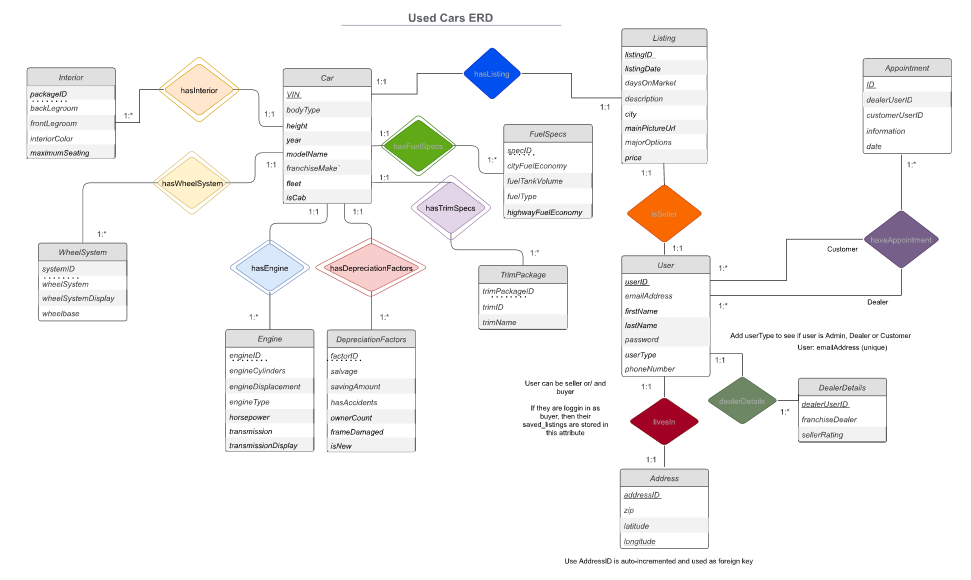 Used Cars ERD
Interior
packageID
backLegroom
frontLegroom
interiorColor
maximumSeating
hasInterior
1:1
1:*
Car
VIN
bodyType
height
year
modelName
franchiseMake`
fleet
isCab
1:1
hasListing
1:1
Listing
listingID
listingDate
daysOnMarket
description
city
mainPictureUrl
majorOptions
price
Appointment
ID
dealerUserID
customerUserID
information
date
1:1
hasFuelSpecs
1:*
FuelSpecs
specID
cityFuelEconomy
fuelTankVolume
fuelType
highwayFuelEconomy
hasWheelSystem
1:1
1:*
WheelSystem
systemID
wheelSystem
wheelSystemDisplay
wheelbase
1:1
hasTrimSpecs
1:*
TrimPackage
trimPackageID
trimID
trimName
1:1
hasEngine
1:*
Engine
engineID
engineCylinders
engineDisplacement
engineType
horsepower
transmission
transmissionDisplay
1:1
hasDepreciationFactors
1:*
DepreciationFactors
factorID
salvage
savingAmount
hasAccidents
ownerCount
frameDamaged
isNew
1:1
isSeller
1:1
User
userID
emailAddress
firstName
lastName
password
userType
phoneNumber
1:*
Customer
haveAppointment
1:*
Dealer
Add userType to see if user is Admin, Dealer or Customer
User: emailAddress (unique)
1:1
dealerDetails
1:*
DealerDetails
dealerUserID
franchiseDealer
sellerRating
User can be seller or/ and
buyer
If they are loggin in as
buyer, then their
saved_listings are stored in
this attribute
1:1
livesIn
1:1
Address
addressID
zip
latitude
longitude
Use AddressID is auto-incremented and used as foreign key